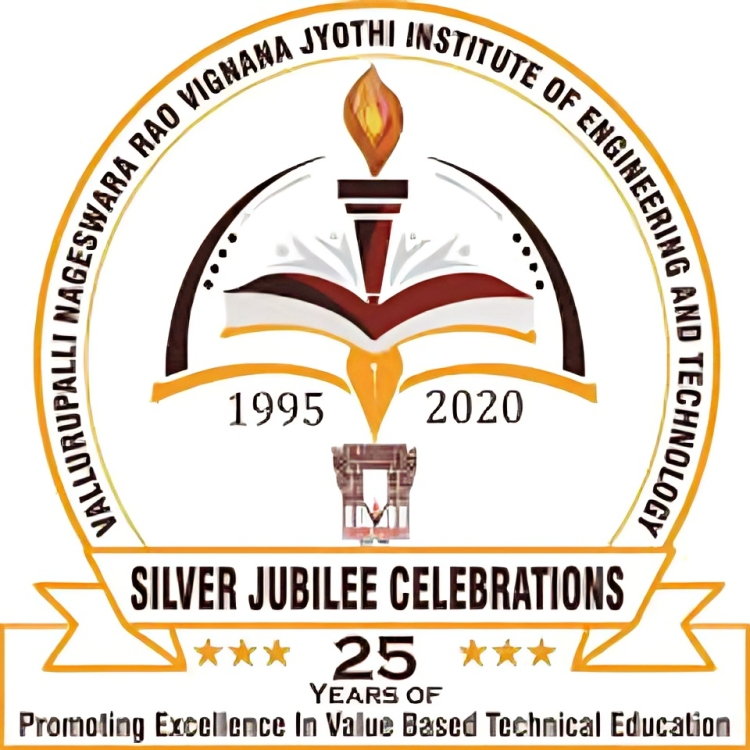 VALLURUPALLI NAGESWARA RAO VIGNANA JYOTHI INSTITUTE OF ENGINEERING AND TECHNOLOGY
1995 2020
SILVER JUBILEE CELEBRATIONS
25
YEARS OF
Promoting Excellence In Value Based Technical Education